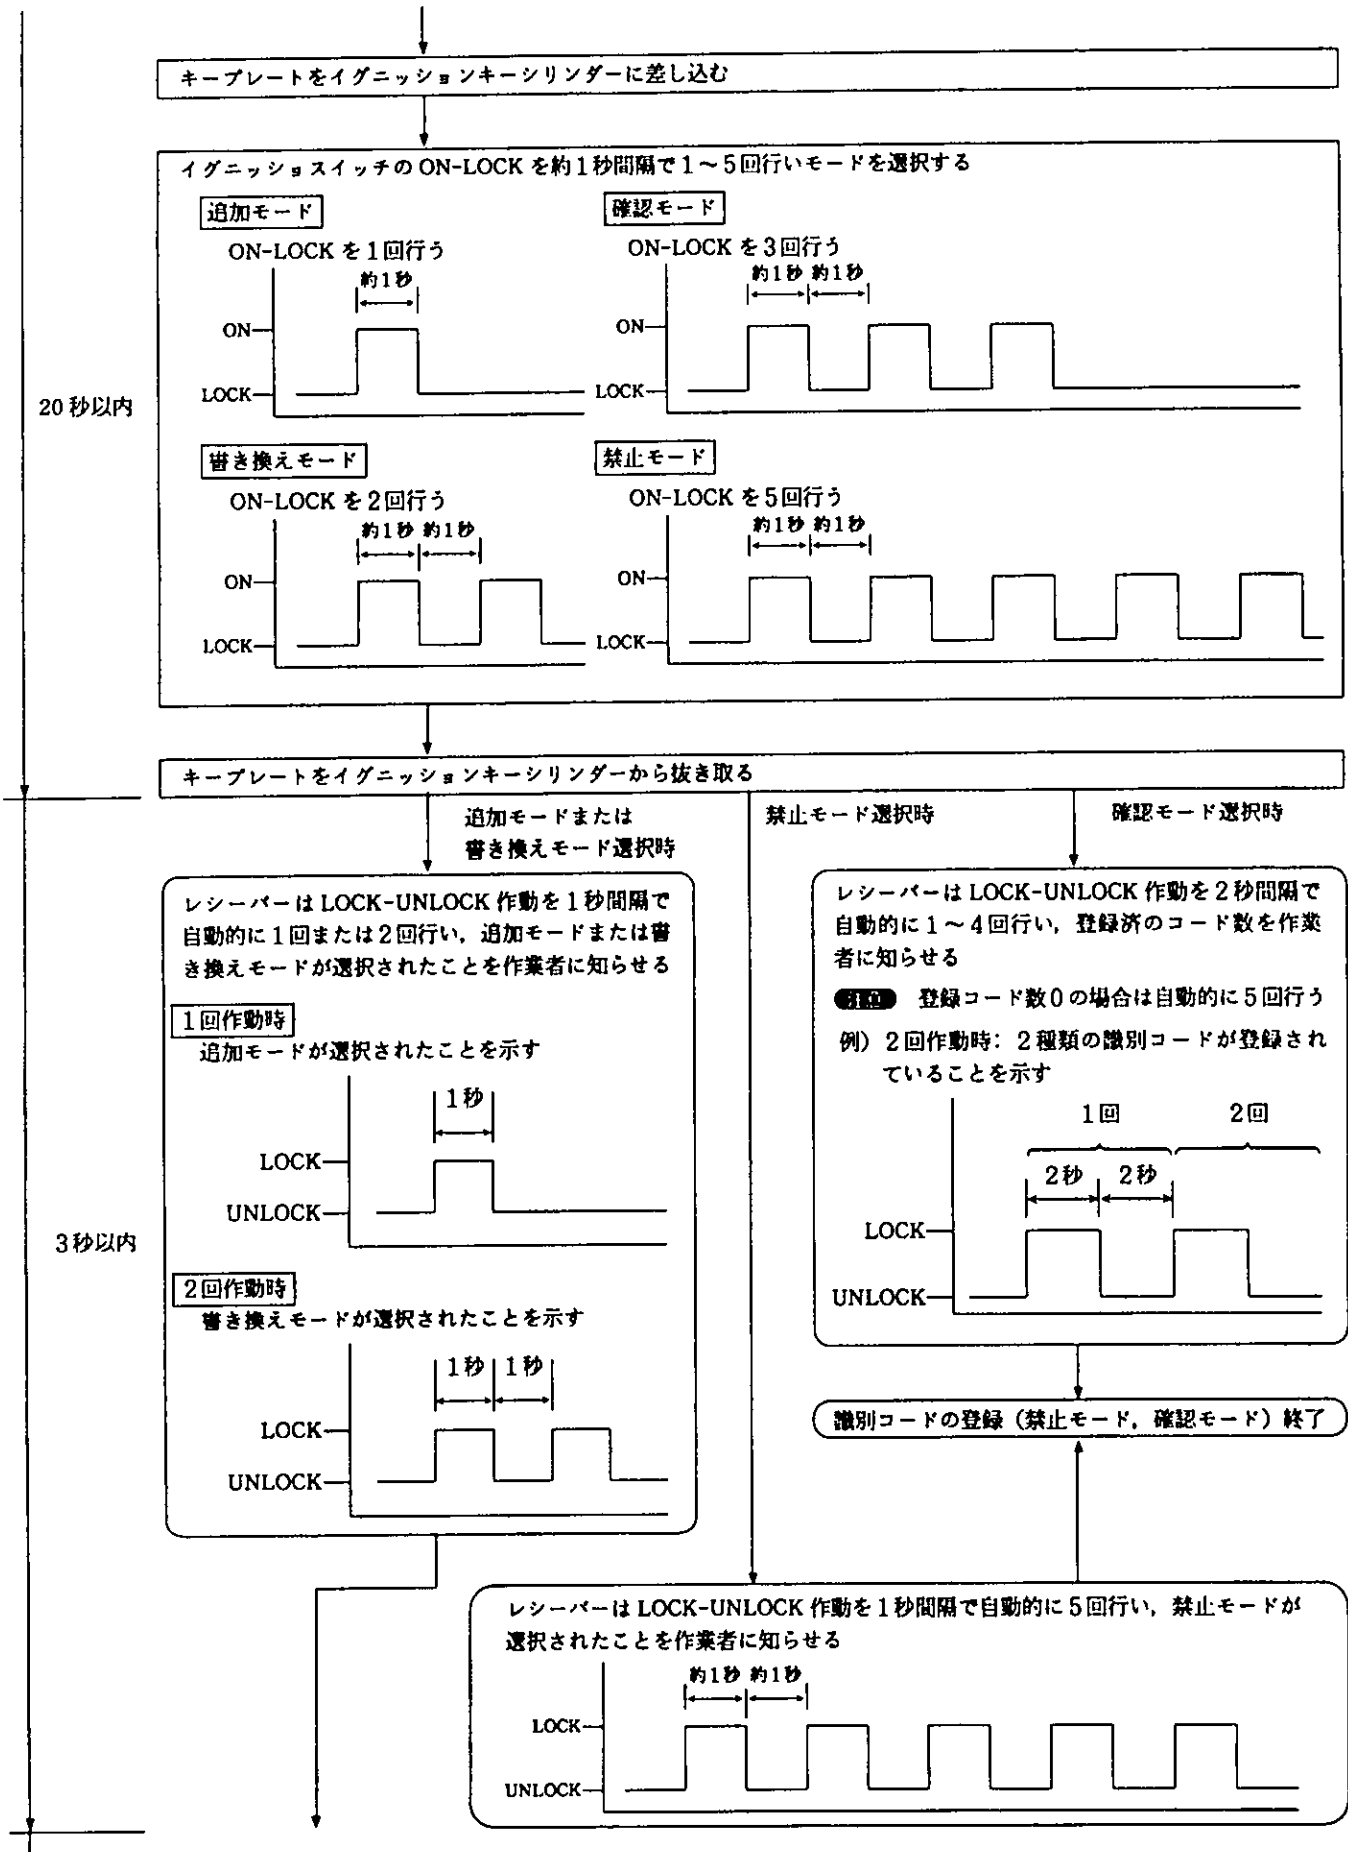 キープレートをイグニッションキーシリンダーに差し込む
イグニッショスイッチのON-LOCKを約1秒間隔で1～5回行いモードを選択する
追加モード
ON-LOCKを1回行う
約1秒
ON
LOCK
確認モード
ON-LOCKを3回行う
約1秒 約1秒
ON
LOCK
20秒以内
書き換えモード
ON-LOCKを2回行う
約1秒 約1秒
ON
LOCK
禁止モード
ON-LOCKを5回行う
約1秒 約1秒
ON
LOCK
キープレートをイグニッションキーシリンダーから抜き取る
追加モードまたは
書き換えモード選択時
禁止モード選択時
確認モード選択時
レシーバーはLOCK-UNLOCK作動を1秒間隔で
自動的に1回または2回行い，追加モードまたは書
き換えモードが選択されたことを作業者に知らせる
1回作動時
追加モードが選択されたことを示す
1秒
LOCK
UNLOCK
3秒以内
2回作動時
書き換えモードが選択されたことを示す
1秒 1秒
LOCK
UNLOCK
レシーバーはLOCK-UNLOCK作動を2秒間隔で
自動的に1～4回行い，登録済のコード数を作業
者に知らせる
登録コード数0の場合は自動的に5回行う
例）2回作動時：2種類の識別コードが登録され
ていることを示す
1回 2回
2秒 2秒
LOCK
UNLOCK
識別コードの登録（禁止モード，確認モード）終了
レシーバーはLOCK-UNLOCK作動を1秒間隔で自動的に5回行い，禁止モードが
選択されたことを作業者に知らせる
約1秒 約1秒
LOCK
UNLOCK